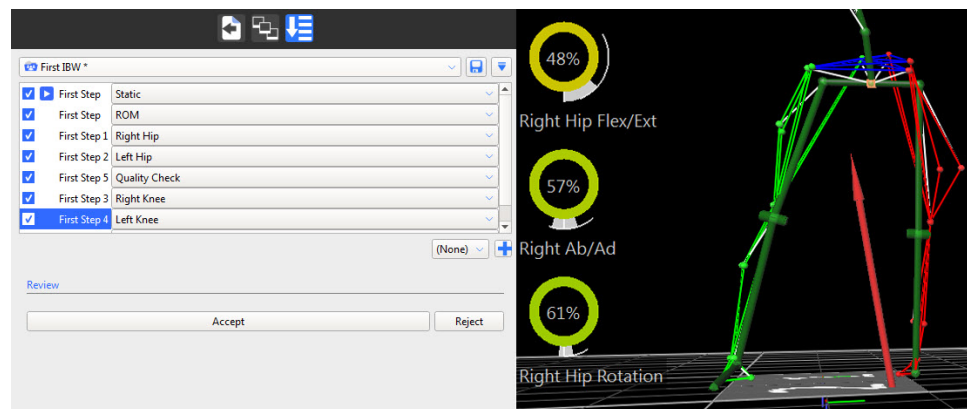 First IBW *
First Step Static
First Step ROM
First Step 1 Right Hip
First Step 2 Left Hip
First Step 5 Quality Check
First Step 3 Right Knee
First Step 4 Left Knee
(None)
Review
Accept Reject
48%
Right Hip Flex/Ext
57%
Right Ab/Ad
61%
Right Hip Rotation